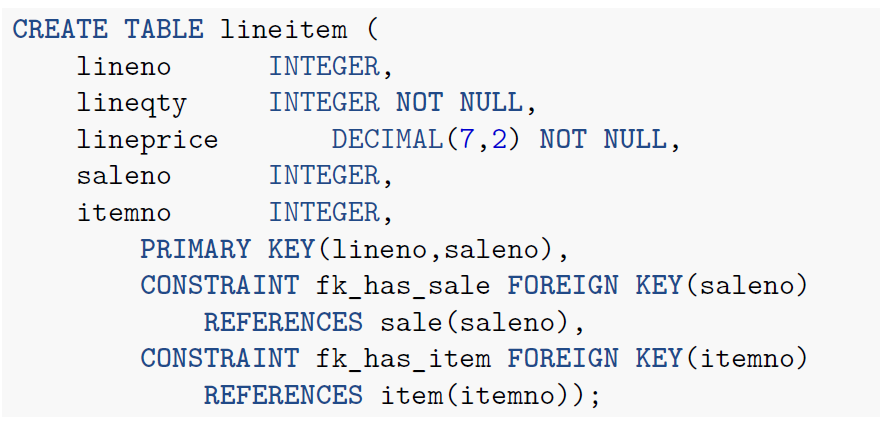 CREATE TABLE lineitem (
    lineno      INTEGER,
    lineqty     INTEGER NOT NULL,
    lineprice       DECIMAL(7,2) NOT NULL,
    saleno      INTEGER,
    itemno      INTEGER,
        PRIMARY KEY(lineno,saleno),
        CONSTRAINT fk_has_sale FOREIGN KEY(saleno)
            REFERENCES sale(saleno),
        CONSTRAINT fk_has_item FOREIGN KEY(itemno)
            REFERENCES item(itemno));